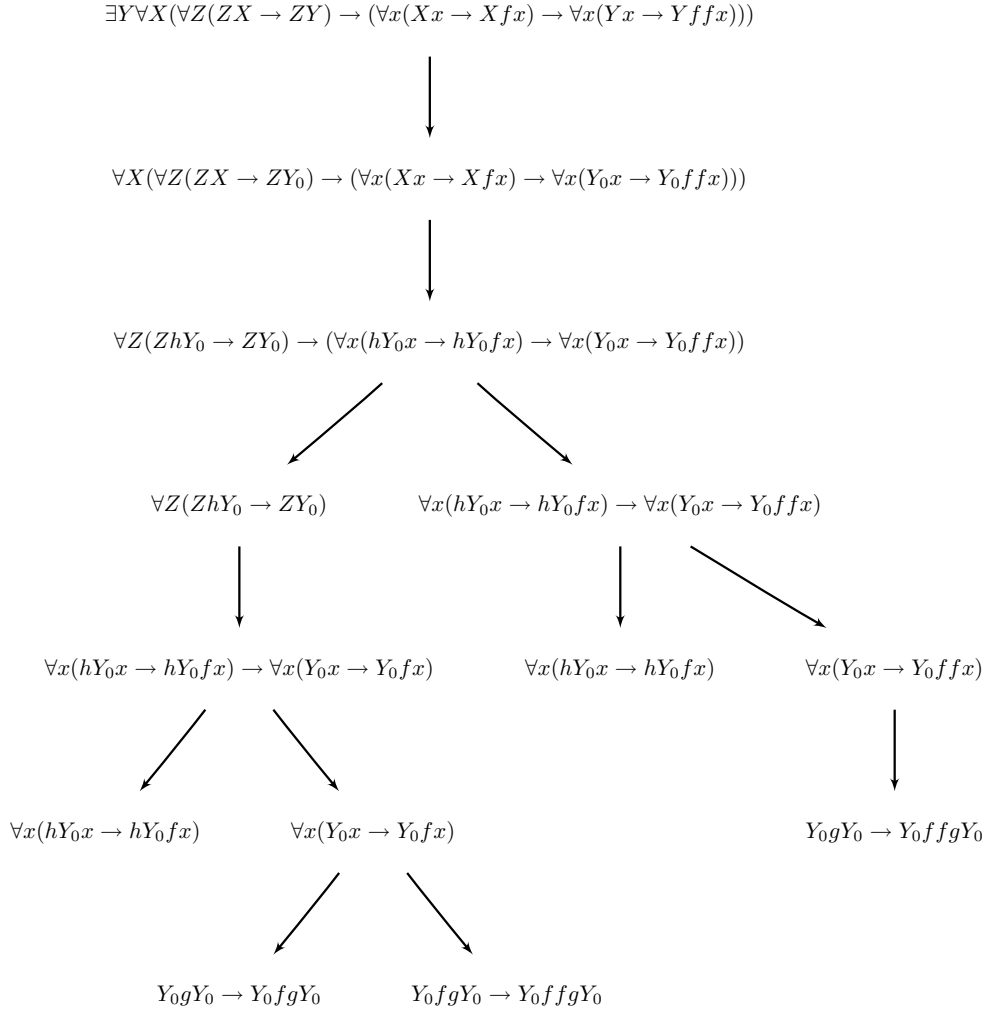 ∃Y∀X(∀Z(ZX → ZY) → (∀x(Xx → Xfx) → ∀x(Yx → Yffx)))
∀X(∀Z(ZX → ZY₀) → (∀x(Xx → Xfx) → ∀x(Y₀x → Y₀ffx)))
∀Z(ZhY₀ → ZY₀) → (∀x(hY₀x → hY₀fx) → ∀x(Y₀x → Y₀ffx))
∀Z(ZhY₀ → ZY₀) ∀x(hY₀x → hY₀fx) → ∀x(Y₀x → Y₀ffx)
∀x(hY₀x → hY₀fx) → ∀x(Y₀x → Y₀fx) ∀x(hY₀x → hY₀fx) ∀x(Y₀x → Y₀ffx)
∀x(hY₀x → hY₀fx) ∀x(Y₀x → Y₀fx) Y₀gY₀ → Y₀ffgY₀
Y₀gY₀ → Y₀fgY₀ Y₀fgY₀ → Y₀ffgY₀